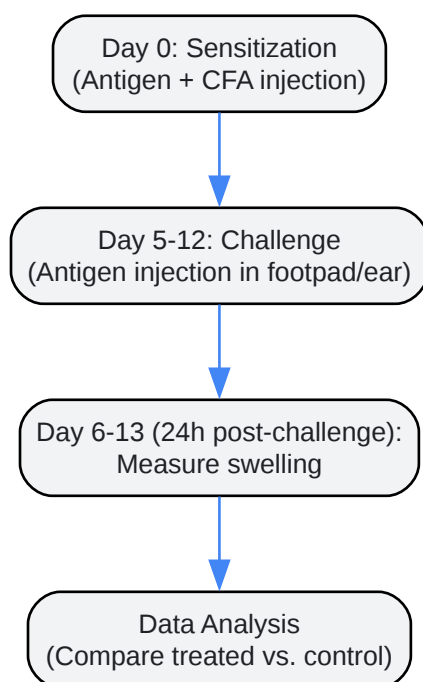 Day 0: Sensitization
(Antigen + CFA injection)
Day 5-12: Challenge
(Antigen injection in footpad/ear)
Day 6-13 (24h post-challenge):
Measure swelling
Data Analysis
(Compare treated vs. control)